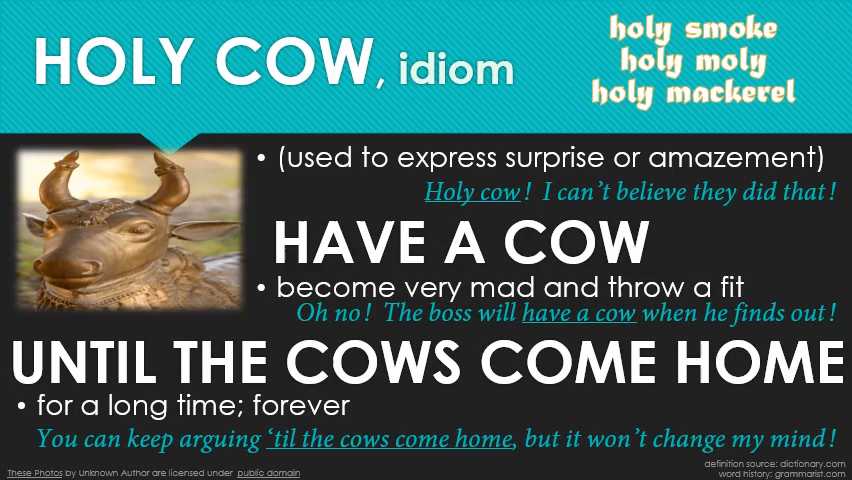 HOLY COW, idiom
holy smoke
holy moly
holy mackerel
• (used to express surprise or amazement)
Holy cow! I can't believe they did that!
HAVE A COW
• become very mad and throw a fit
Oh no! The boss will have a cow when he finds out!
UNTIL THE COWS COME HOME
• for a long time; forever
You can keep arguing 'til the cows come home, but it won't change my mind!
definition source: dictionary.com
These Photos by Unknown Author are licensed under public domain
word history: grammarist.com